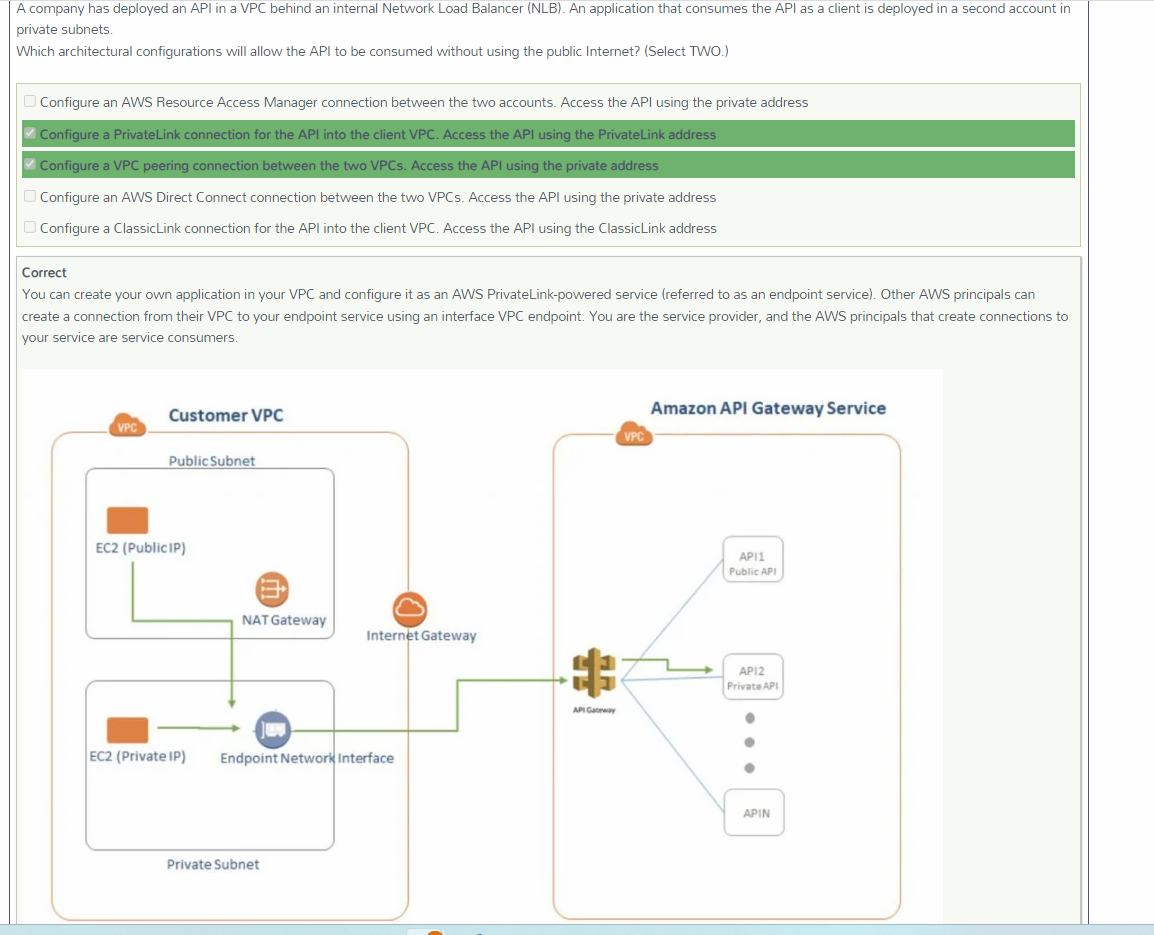 A company has deployed an API in a VPC behind an internal Network Load Balancer (NLB). An application that consumes the API as a client is deployed in a second account in
private subnets.
Which architectural configurations will allow the API to be consumed without using the public Internet? (Select TWO.)
Configure an AWS Resource Access Manager connection between the two accounts. Access the API using the private address
Configure a PrivateLink connection for the API into the client VPC. Access the API using the PrivateLink address
Configure a VPC peering connection between the two VPCs. Access the API using the private address
Configure an AWS Direct Connect connection between the two VPCs. Access the API using the private address
Configure a ClassicLink connection for the API into the client VPC. Access the API using the ClassicLink address
Correct
You can create your own application in your VPC and configure it as an AWS PrivateLink-powered service (referred to as an endpoint service). Other AWS principals can
create a connection from their VPC to your endpoint service using an interface VPC endpoint. You are the service provider, and the AWS principals that create connections to
your service are service consumers.
Customer VPC
VPC
Public Subnet
EC2 (Public IP)
NAT Gateway
Internet Gateway
EC2 (Private IP)
Endpoint Network Interface
Private Subnet
Amazon API Gateway Service
VPC
API1
Public API
API2
Private API
API Gateway
APIN